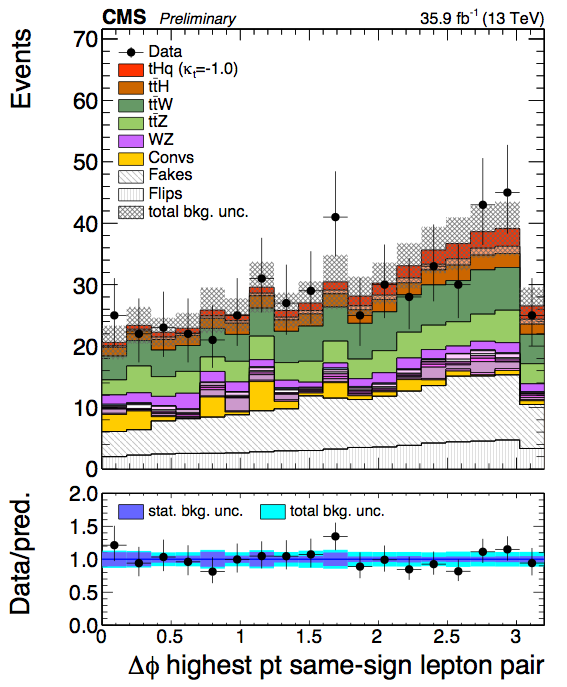 CMS Preliminary 35.9 fb⁻¹ (13 TeV)
Events
70
60
50
40
30
20
10
0
Data
tHq (κₜ=-1.0)
tt̄H
tt̄W
tt̄Z
WZ
Convs
Fakes
Flips
total bkg. unc.
Data/pred.
2.0
1.5
1.0
0.5
0.0
stat. bkg. unc. total bkg. unc.
0 0.5 1 1.5 2 2.5 3
Δϕ highest pt same-sign lepton pair